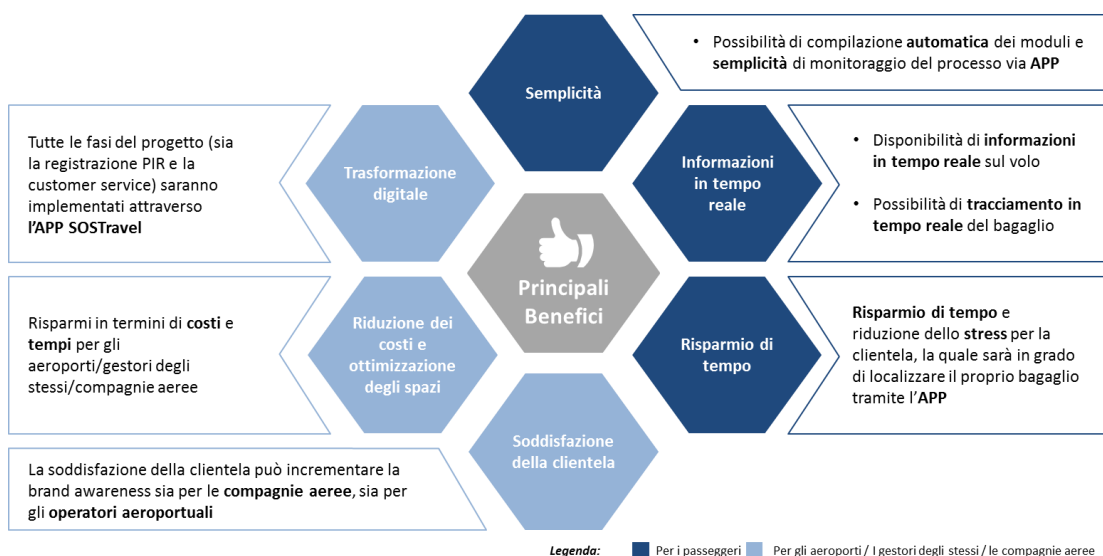 Semplicità
• Possibilità di compilazione automatica dei moduli e
semplicità di monitoraggio del processo via APP
Tutte le fasi del progetto (sia
la registrazione PIR e la
customer service) saranno
implementati attraverso
l'APP SOSTravel
Trasformazione
digitale
Informazioni
in tempo
reale
• Disponibilità di informazioni
in tempo reale sul volo
• Possibilità di tracciamento in
tempo reale del bagaglio
Principali
Benefici
Risparmi in termini di costi e
tempi per gli
aeroporti/gestori degli
stessi/compagnie aeree
Riduzione dei
costi e
ottimizzazione
degli spazi
Risparmio di
tempo
Risparmio di tempo e
riduzione dello stress per la
clientela, la quale sarà in grado
di localizzare il proprio bagaglio
tramite l'APP
Soddisfazione
della clientela
La soddisfazione della clientela può incrementare la
brand awareness sia per le compagnie aeree, sia per
gli operatori aeroportuali
Legenda: Per i passeggeri Per gli aeroporti / I gestori degli stessi / le compagnie aeree